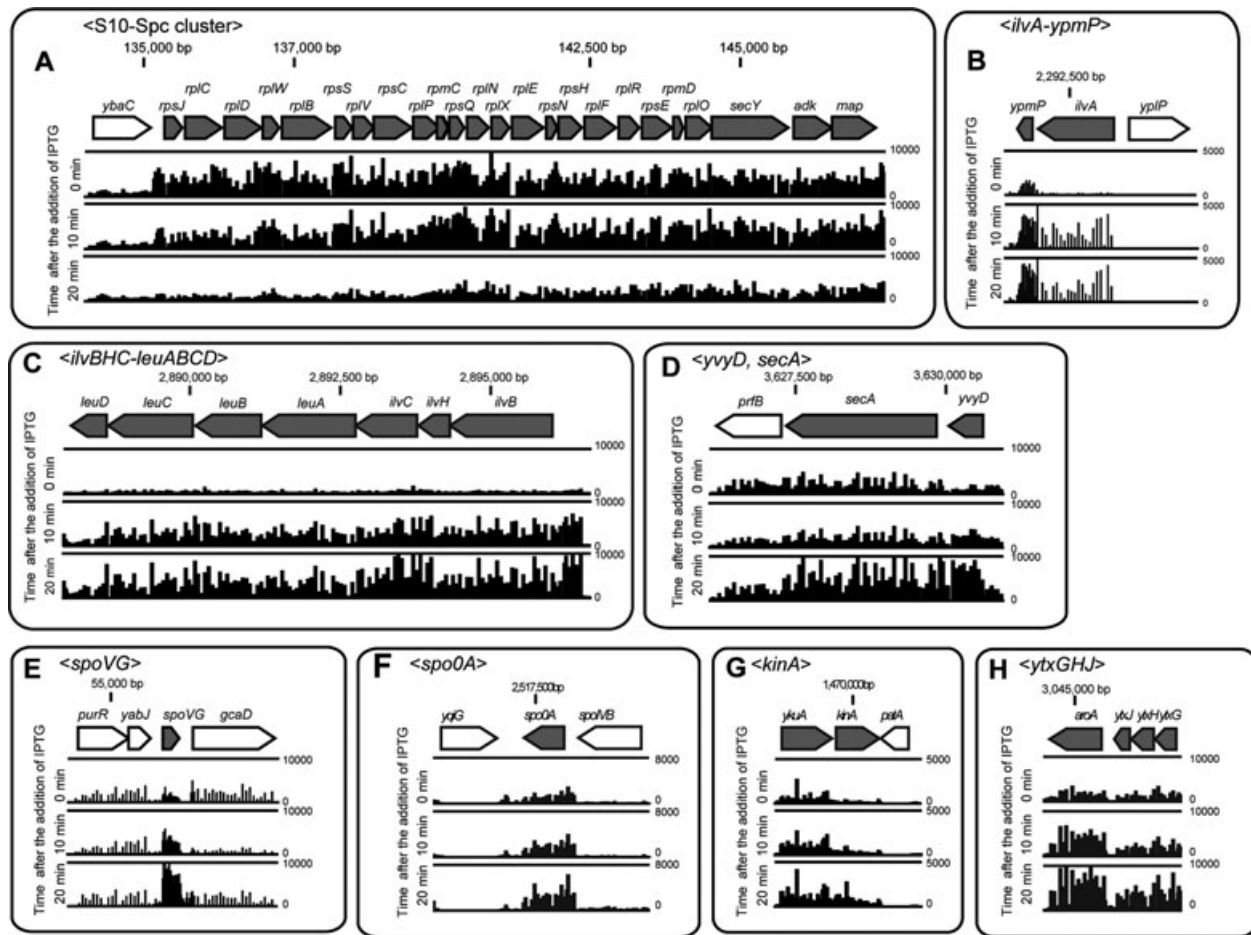 <S10-Spc cluster>
135,000 bp 137,000 bp 142,500 bp 145,000 bp
A
rplC rplW rpsS rpsC rpmC rplN rplE rpsH rplR rpmD
ybaC rpsJ rplD rplB rplV rplP rpsQ rplX rpsN rplF rpsE rplO secY adk map
Time after the addition of IPTG
0 min 10000 0
10 min 10000 0
20 min 10000 0
<ilvA-ypmP>
B
2,292,500 bp
ypmP ilvA yplP
Time after the addition of IPTG
0 min 5000 0
10 min 5000 0
20 min 5000 0
C <ilvBHC-leuABCD>
2,890,000 bp 2,892,500 bp 2,895,000 bp
leuD leuC leuB leuA ilvC ilvH ilvB
Time after the addition of IPTG
0 min 10000 0
10 min 10000 0
20 min 10000 0
D <yvyD, secA>
3,627,500 bp 3,630,000 bp
prfB secA yvyD
Time after the addition of IPTG
0 min 10000 0
10 min 10000 0
20 min 10000 0
E <spoVG>
55,000 bp
purR yabJ spoVG gcaD
Time after the addition of IPTG
0 min 10000 0
10 min 10000 0
20 min 10000 0
F <spo0A>
2,517,500bp
yqiG spo0A spoIVB
Time after the addition of IPTG
0 min 8000 0
10 min 8000 0
20 min 8000 0
G <kinA>
1,470,000bp
ykuA kinA patA
Time after the addition of IPTG
0 min 5000 0
10 min 5000 0
20 min 5000 0
H <ytxGHJ>
3,045,000 bp
aroA ytxJ ytxH ytxG
Time after the addition of IPTG
0 min 10000 0
10 min 10000 0
20 min 10000 0